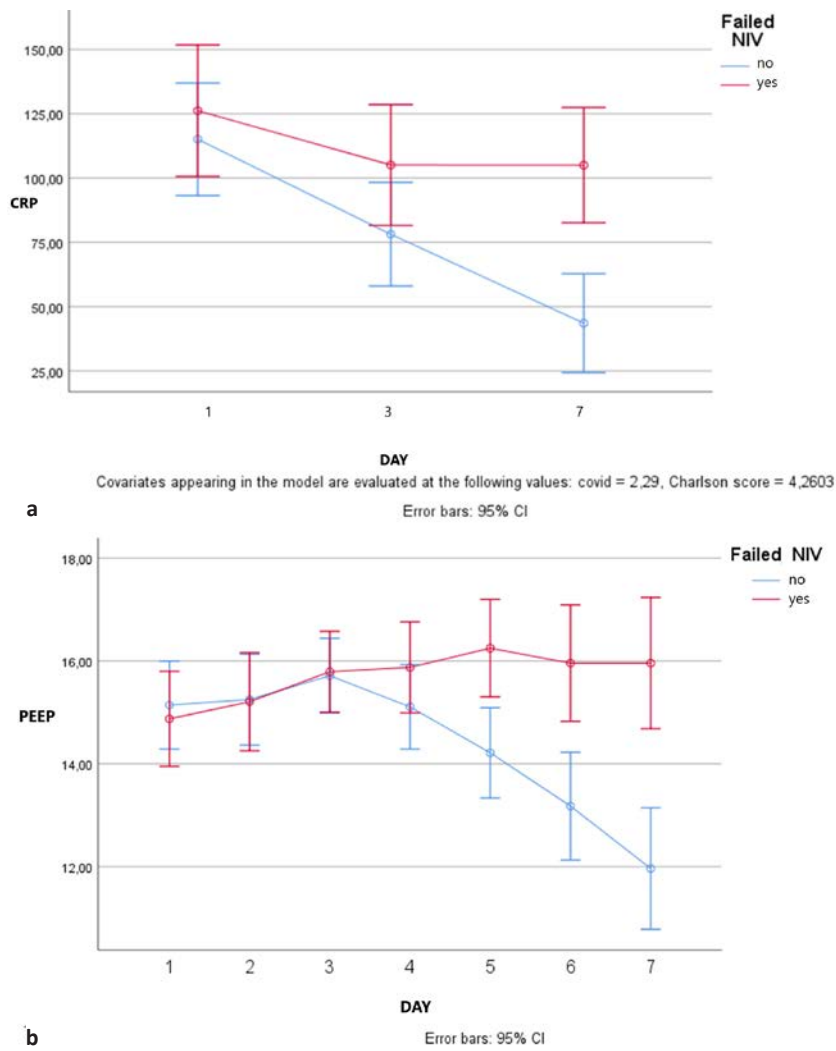 Failed
NIV
no
yes
150,00
125,00
100,00
CRP
75,00
50,00
25,00
1 3 7
DAY
Covariates appearing in the model are evaluated at the following values: covid = 2,29, Charlson score = 4,2603
a
Error bars: 95% CI
18,00
Failed NIV
no
yes
16,00
PEEP
14,00
12,00
1 2 3 4 5 6 7
DAY
b
Error bars: 95% CI